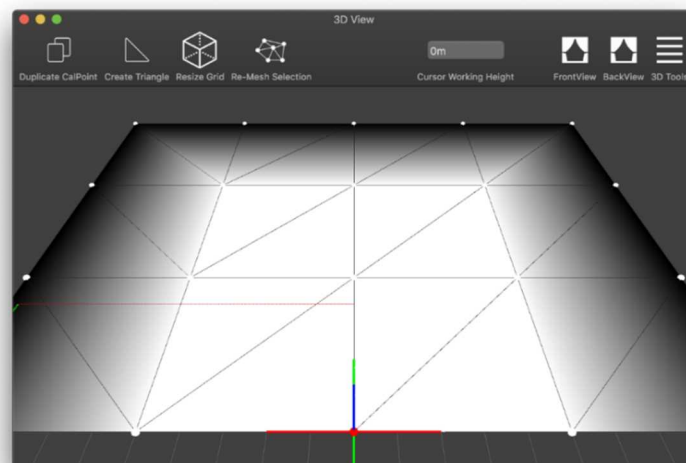 3D View
0m
Duplicate CalPoint Create Triangle Resize Grid Re-Mesh Selection Cursor Working Height FrontView BackView 3D Tools